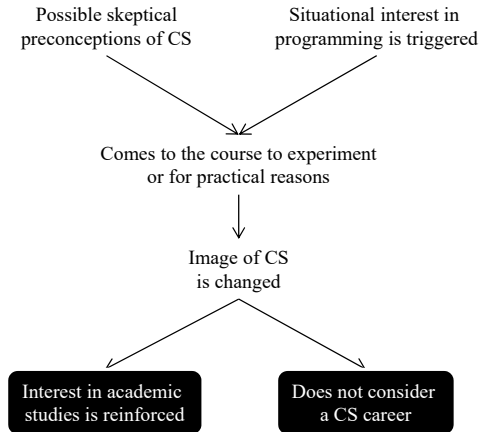 Possible skeptical
preconceptions of CS
Situational interest in
programming is triggered
Comes to the course to experiment
or for practical reasons
Image of CS
is changed
Interest in academic
studies is reinforced
Does not consider
a CS career